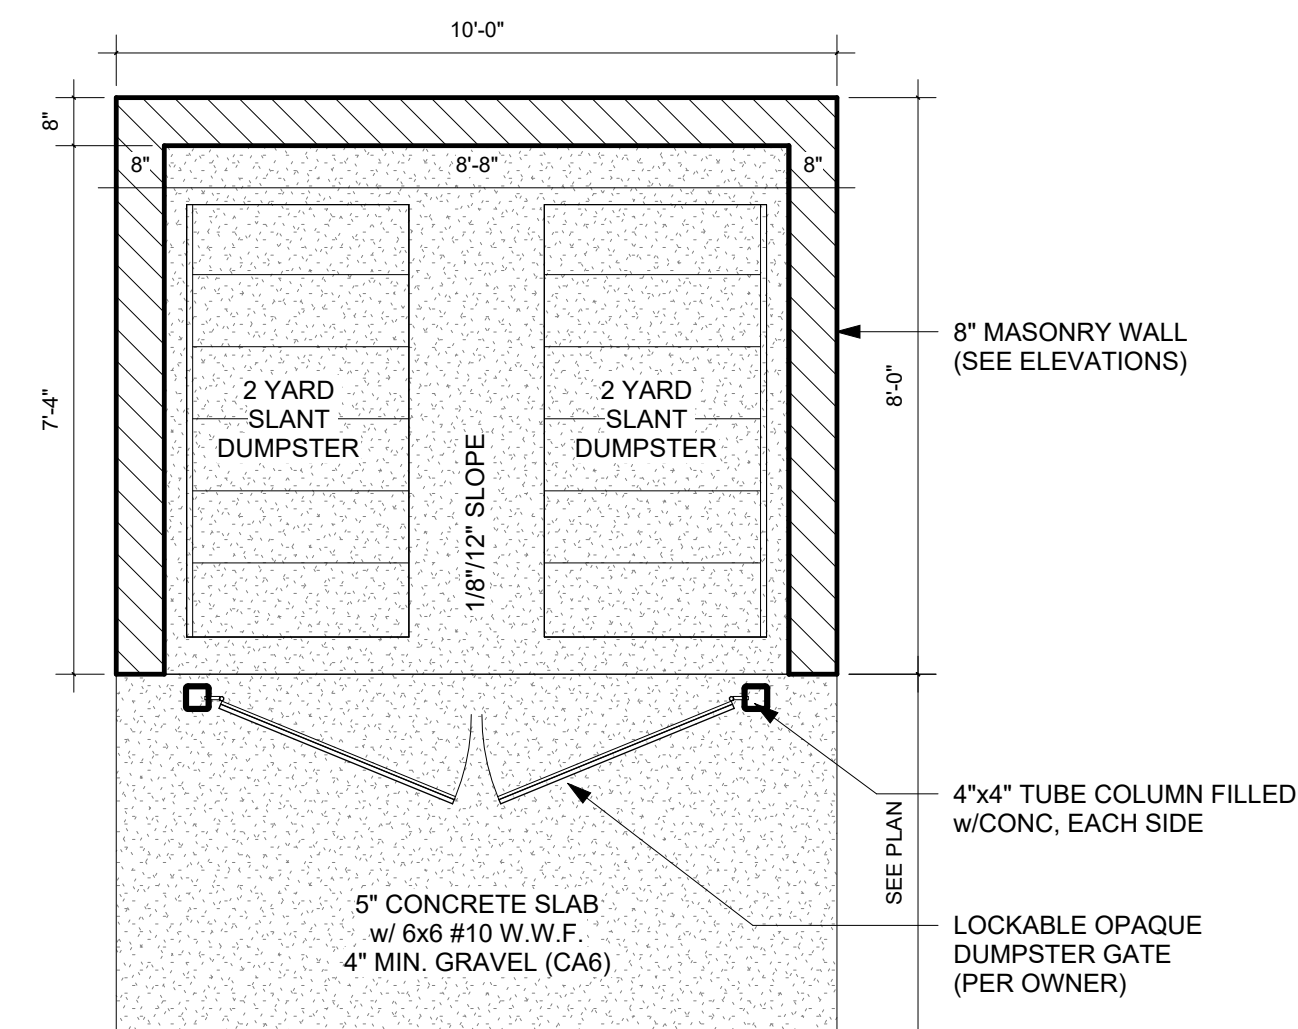 10'-0"
8"
8"
8'-8"
8"
8" MASONRY WALL
(SEE ELEVATIONS)
7'-4"
8'-0"
2 YARD
SLANT
DUMPSTER
2 YARD
SLANT
DUMPSTER
1/8"/12" SLOPE
4"x4" TUBE COLUMN FILLED
w/CONC, EACH SIDE
SEE PLAN
5" CONCRETE SLAB
w/ 6x6 #10 W.W.F.
4" MIN. GRAVEL (CA6)
LOCKABLE OPAQUE
DUMPSTER GATE
(PER OWNER)